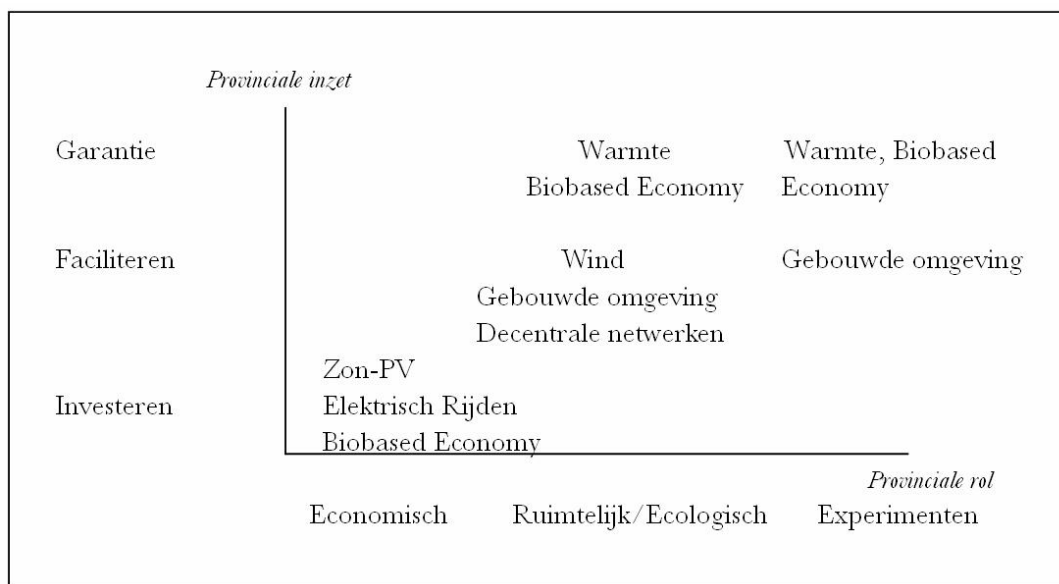 Provinciale inzet
Garantie Warmte Warmte, Biobased
Biobased Economy Economy
Faciliteren Wind Gebouwde omgeving
Gebouwde omgeving
Decentrale netwerken
Zon-PV
Investeren Elektrisch Rijden
Biobased Economy
Provinciale rol
Economisch Ruimtelijk/Ecologisch Experimenten